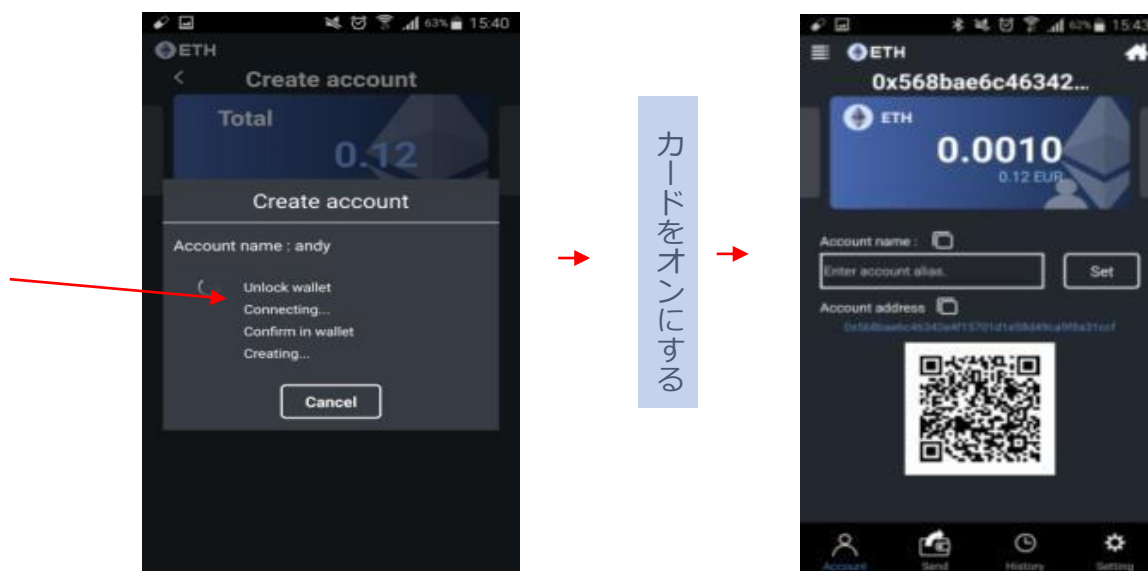 63% 15:40
ETH
< Create account
Total
0.12
Create account
Account name : andy
Unlock wallet
Connecting...
Confirm in wallet
Creating...
Cancel
カードをオンにする
62% 15:43
ETH
0x568bae6c46342...
ETH
0.0010
0.12 EUR
Account name :
Enter account alias.
Set
Account address
Account
Send
History
Setting